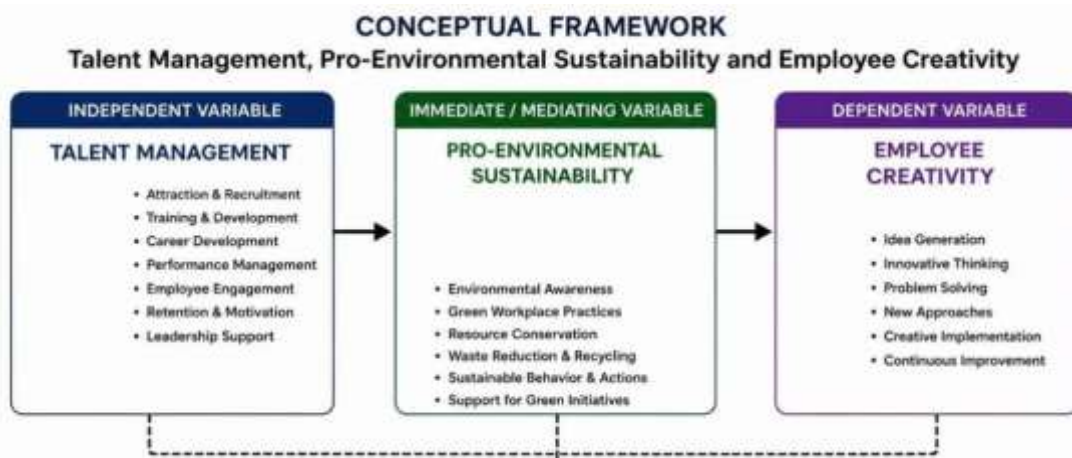 CONCEPTUAL FRAMEWORK
Talent Management, Pro-Environmental Sustainability and Employee Creativity
INDEPENDENT VARIABLE
TALENT MANAGEMENT
• Attraction & Recruitment
• Training & Development
• Career Development
• Performance Management
• Employee Engagement
• Retention & Motivation
• Leadership Support
IMMEDIATE / MEDIATING VARIABLE
PRO-ENVIRONMENTAL
SUSTAINABILITY
• Environmental Awareness
• Green Workplace Practices
• Resource Conservation
• Waste Reduction & Recycling
• Sustainable Behavior & Actions
• Support for Green Initiatives
DEPENDENT VARIABLE
EMPLOYEE
CREATIVITY
• Idea Generation
• Innovative Thinking
• Problem Solving
• New Approaches
• Creative Implementation
• Continuous Improvement